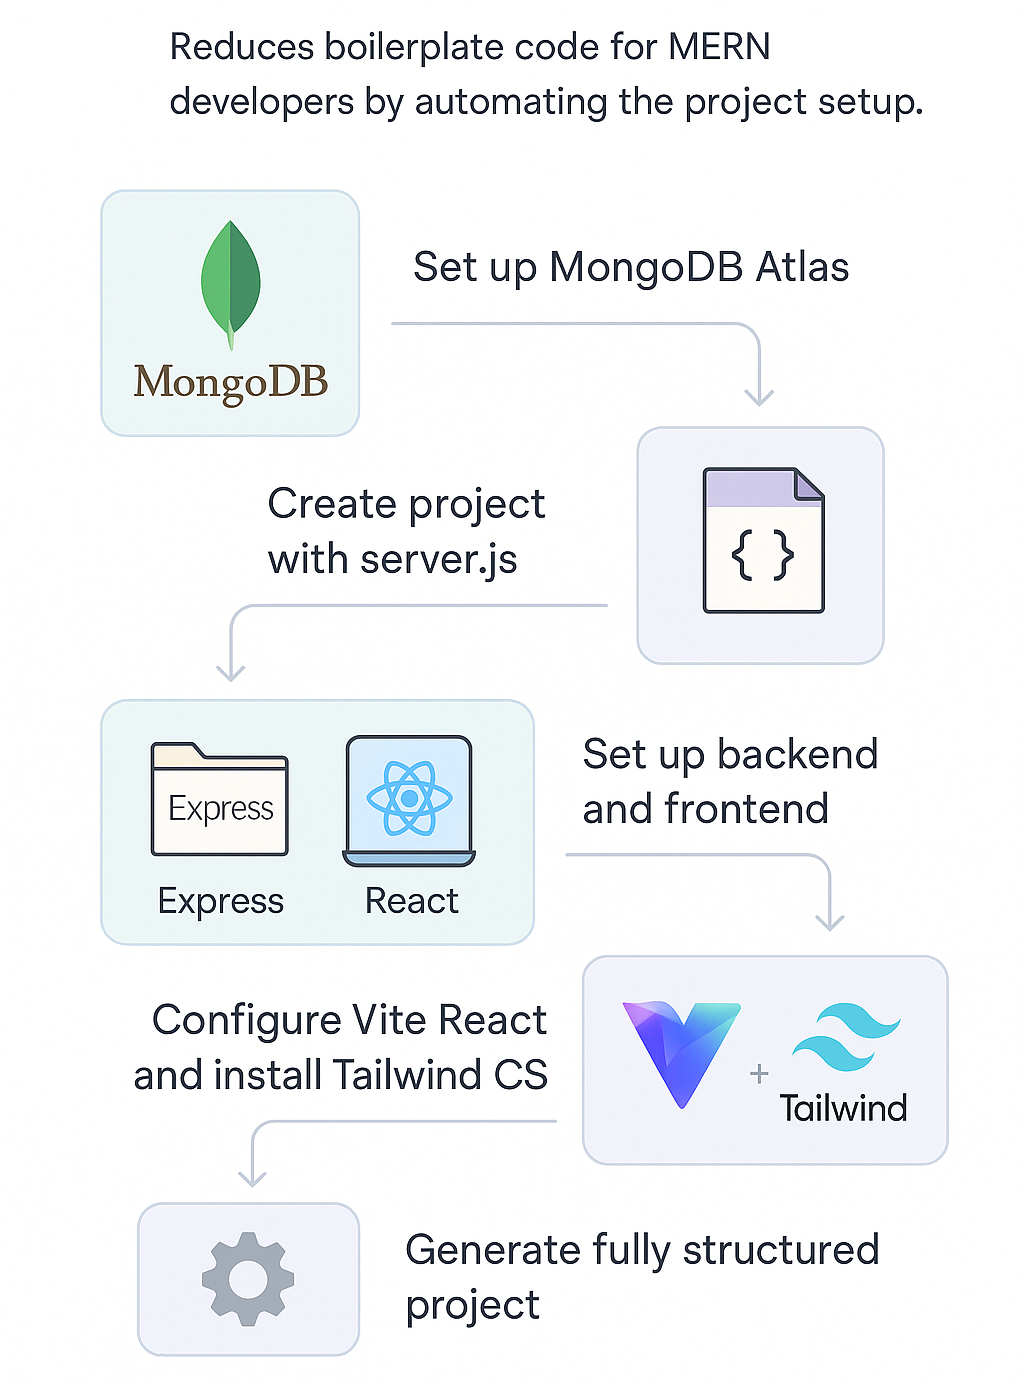 Reduces boilerplate code for MERN
developers by automating the project setup.
MongoDB
Set up MongoDB Atlas
Create project
with server.js
{ }
Express
Express
React
Set up backend
and frontend
Configure Vite React
and install Tailwind CS
+
Tailwind
Generate fully structured
project